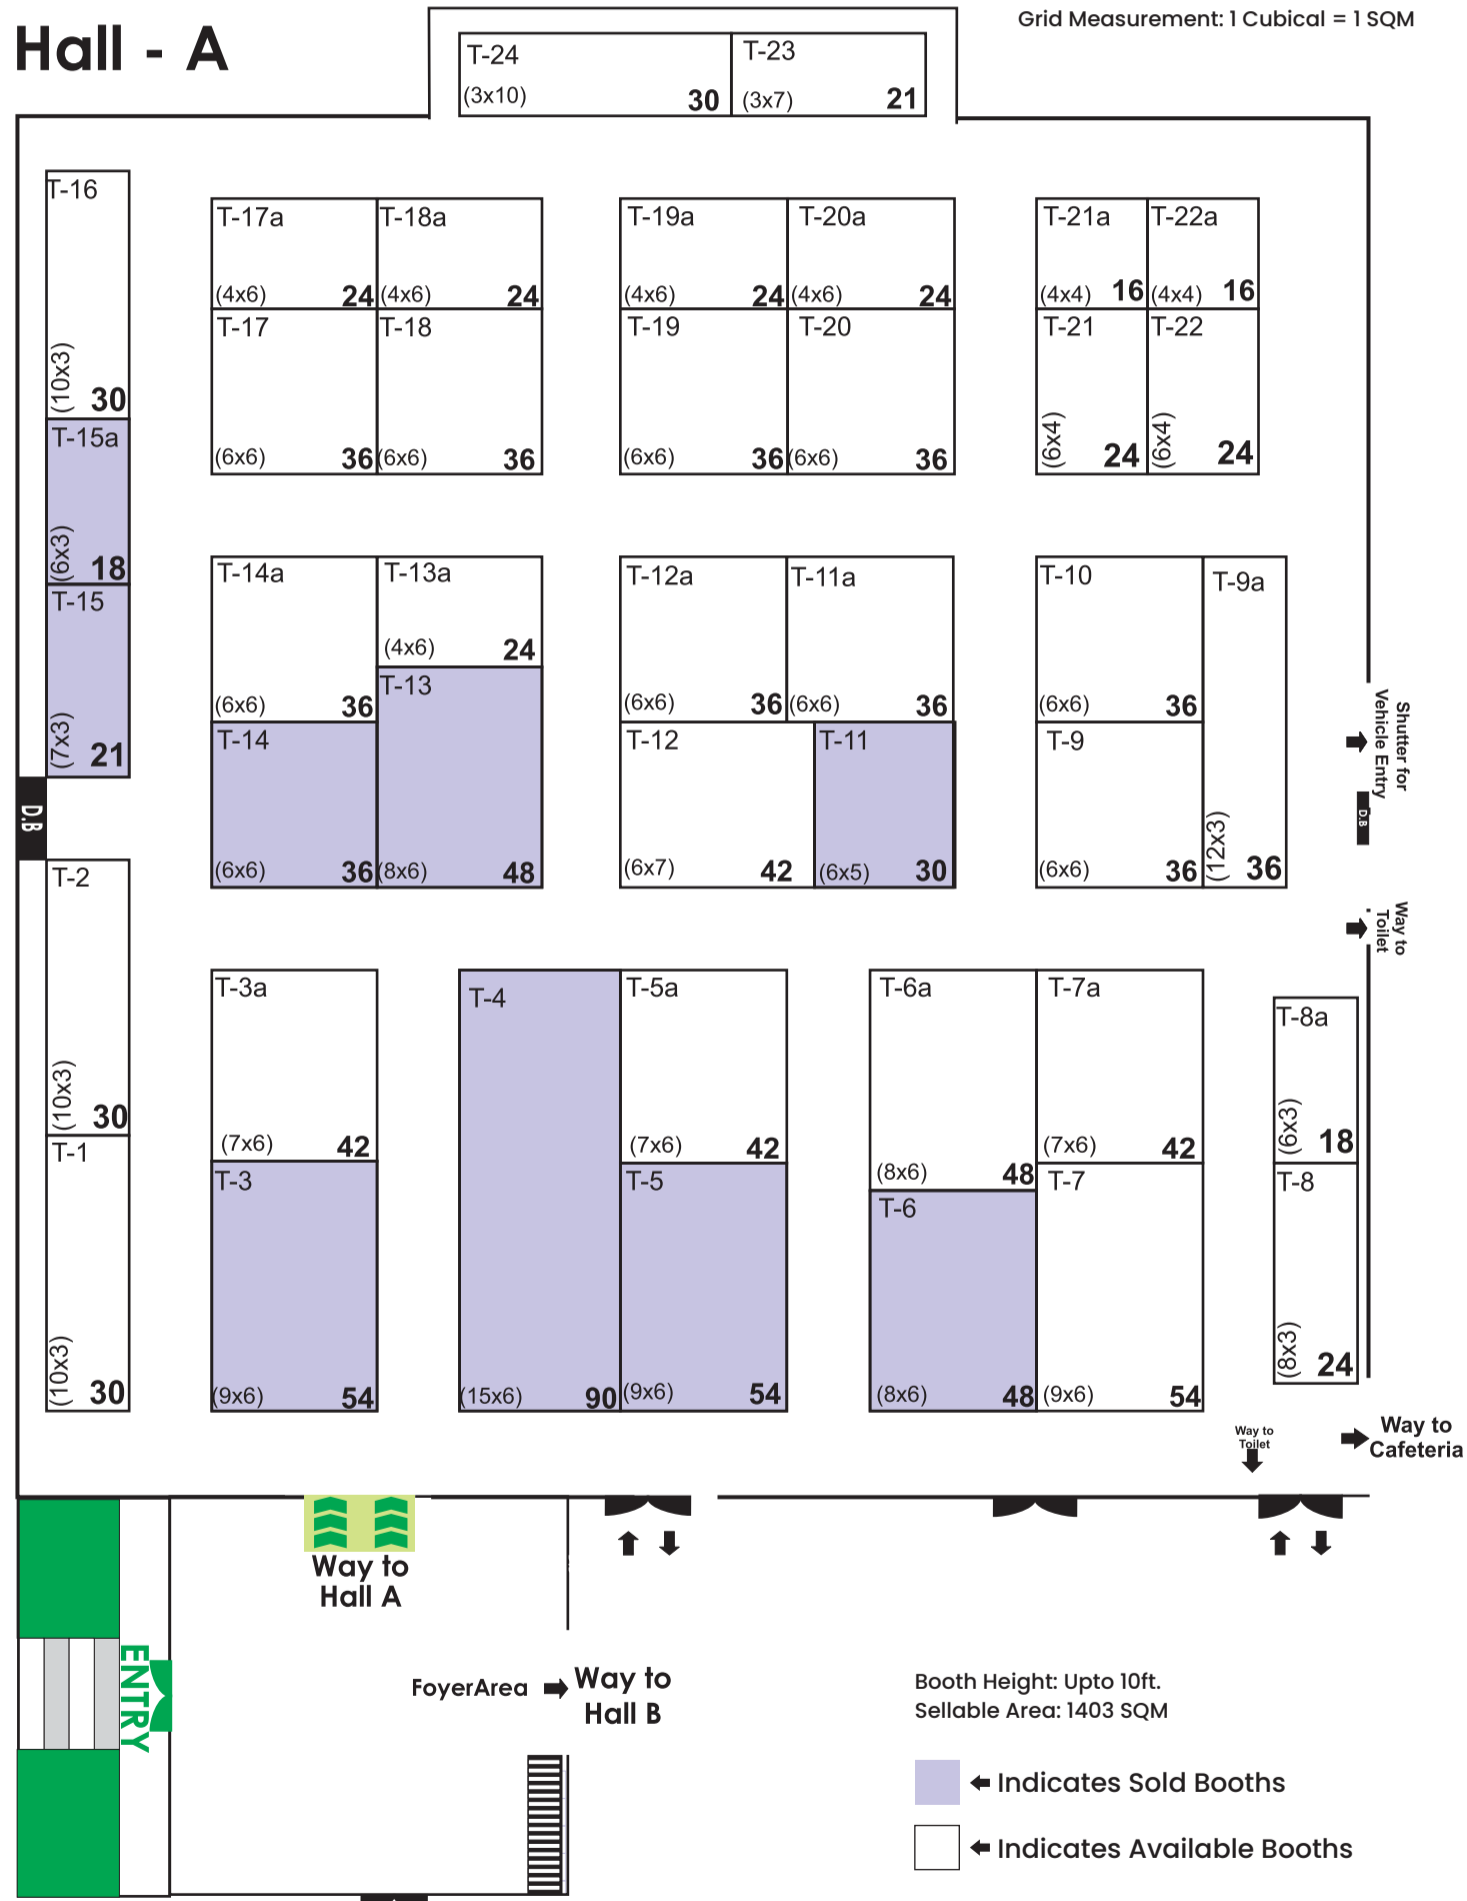 Hall - A
Grid Measurement: 1 Cubical = 1 SQM
T-24
(3x10)
30
T-23
(3x7)
21
T-16
(10x3)
30
T-15a
(6x3)
18
T-15
(7x3)
21
D.B
T-2
(10x3)
30
T-1
(10x3)
30
T-17a
(4x6)
24
T-18a
(4x6)
24
T-17
(6x6)
36
T-18
(6x6)
36
T-19a
(4x6)
24
T-20a
(4x6)
24
T-19
(6x6)
36
T-20
(6x6)
36
T-21a
(4x4)
16
T-22a
(4x4)
16
T-21
(6x4)
24
T-22
(6x4)
24
T-14a
(6x6)
36
T-13a
(4x6)
24
T-14
(6x6)
36
T-13
(8x6)
48
T-12a
(6x6)
36
T-11a
(6x6)
36
T-12
(6x7)
42
T-11
(6x5)
30
T-10
(6x6)
36
T-9a
(12x3)
36
T-9
(6x6)
36
Shutter for
Vehicle Entry
D.B
Way to
Toilet
T-3a
(7x6)
42
T-3
(9x6)
54
T-4
(15x6)
90
T-5a
(7x6)
42
T-5
(9x6)
54
T-6a
(8x6)
48
T-6
(8x6)
48
T-7a
(7x6)
42
T-7
(9x6)
54
T-8a
(6x3)
18
T-8
(8x3)
24
Way to
Toilet
Way to
Cafeteria
Way to
Hall A
ENTRY
FoyerArea
Way to
Hall B
Booth Height: Upto 10ft.
Sellable Area: 1403 SQM
Indicates Sold Booths
Indicates Available Booths